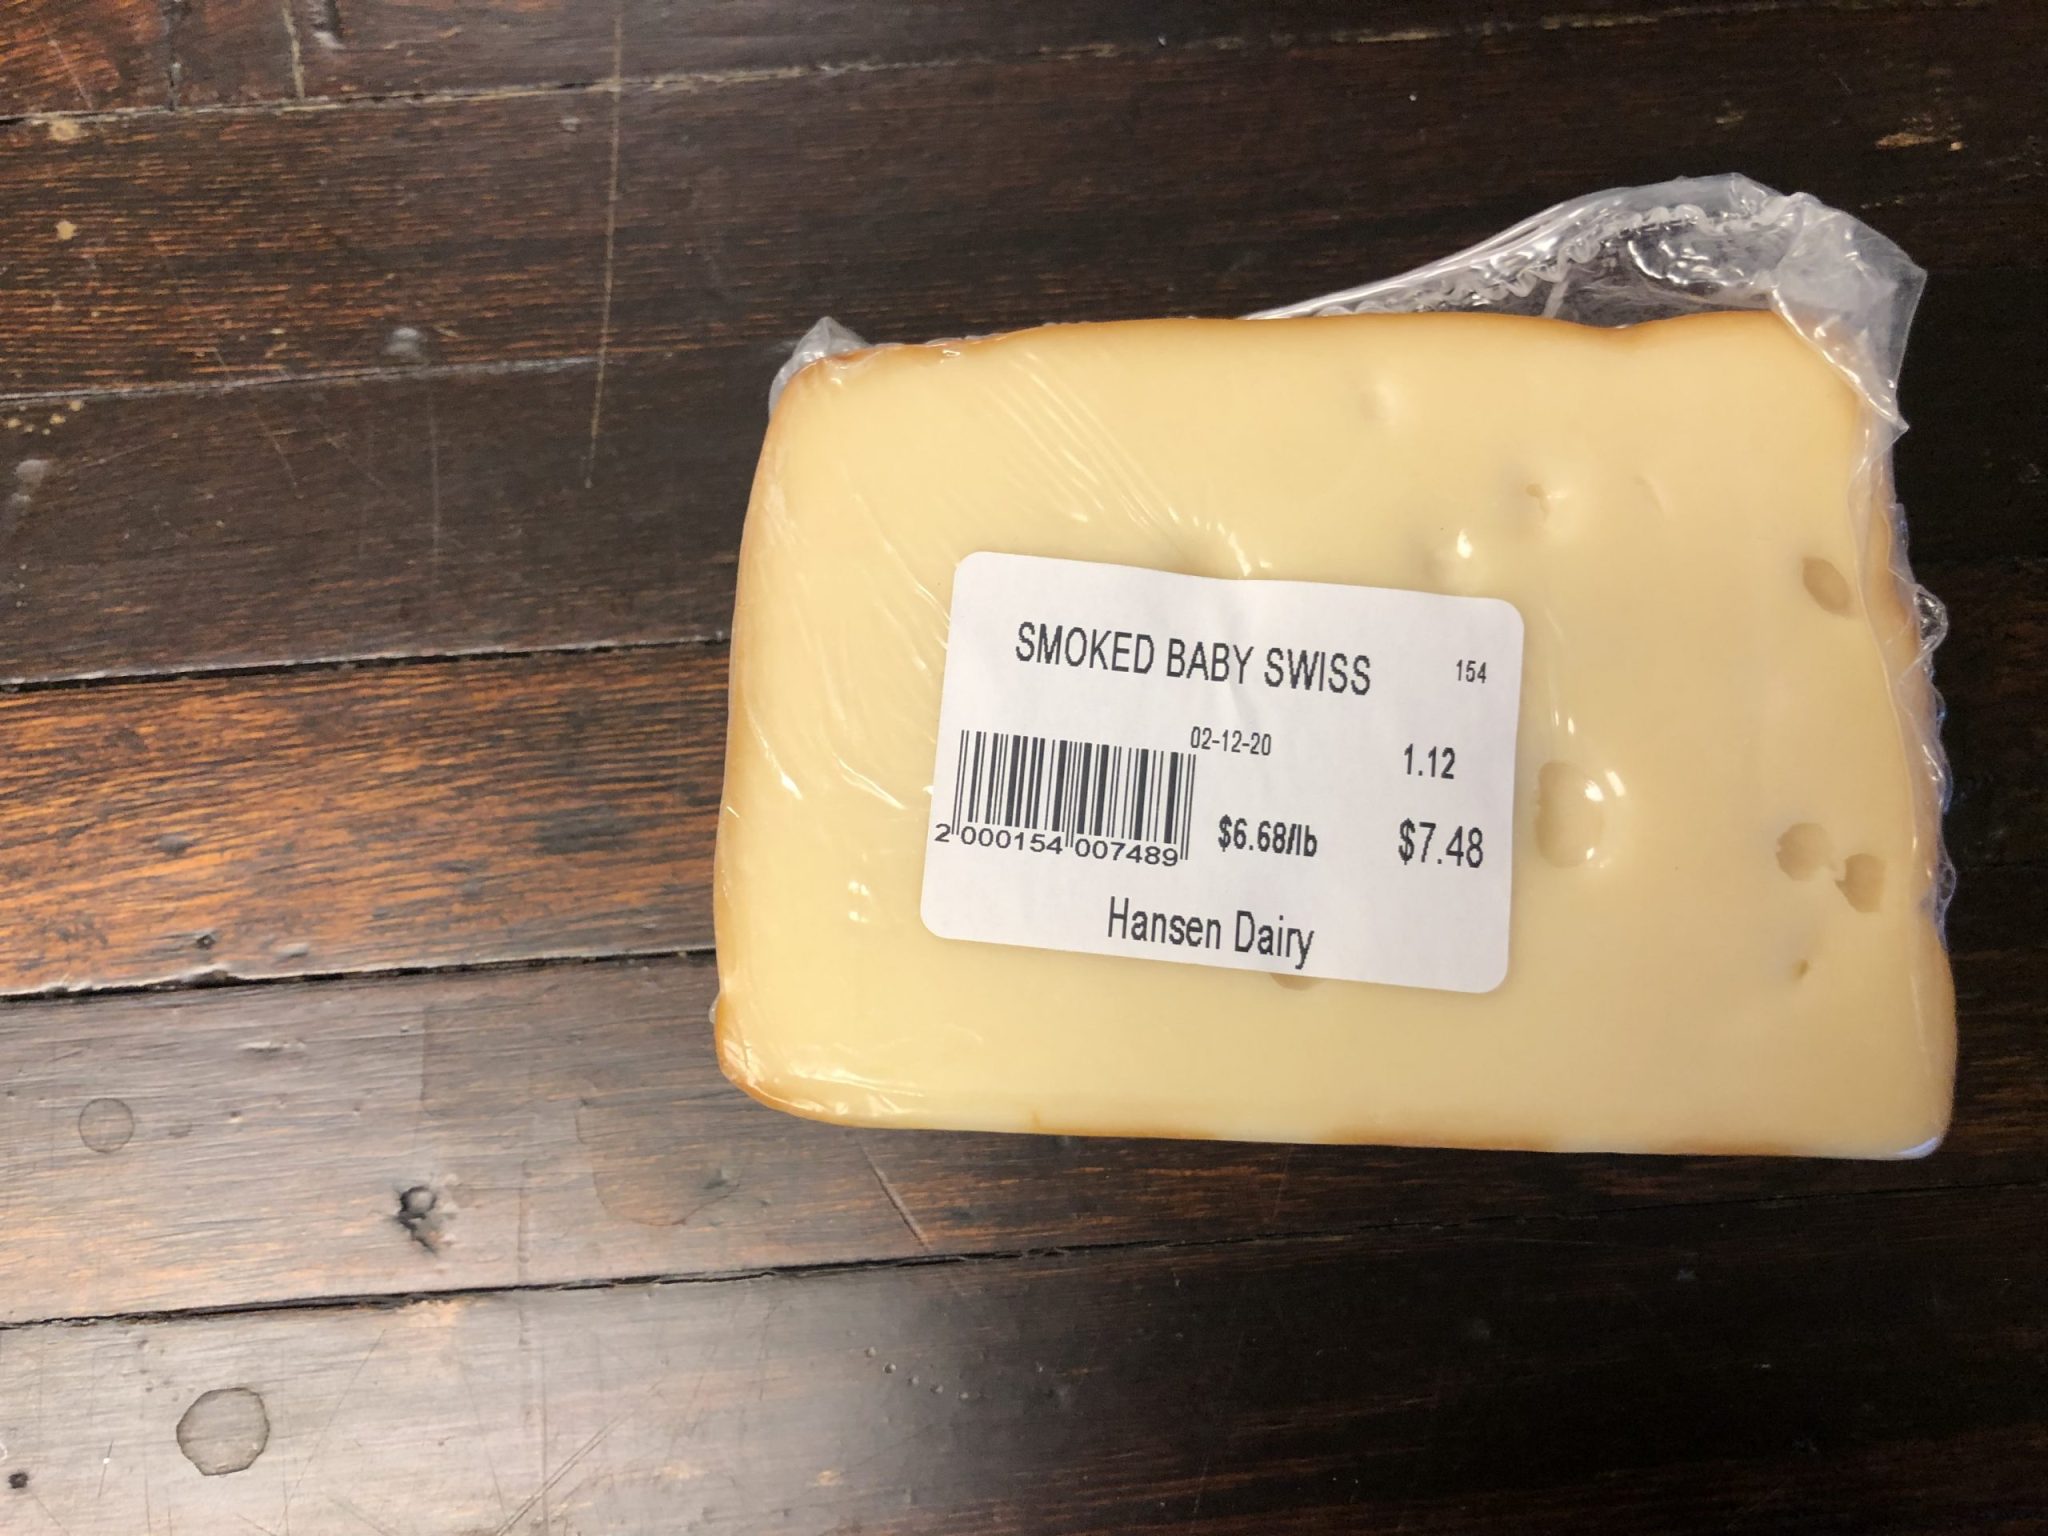 SMOKED BABY SWISS 154
02-12-20 1.12
$6.68/lb $7.48
2 000154 007489
Hansen Dairy